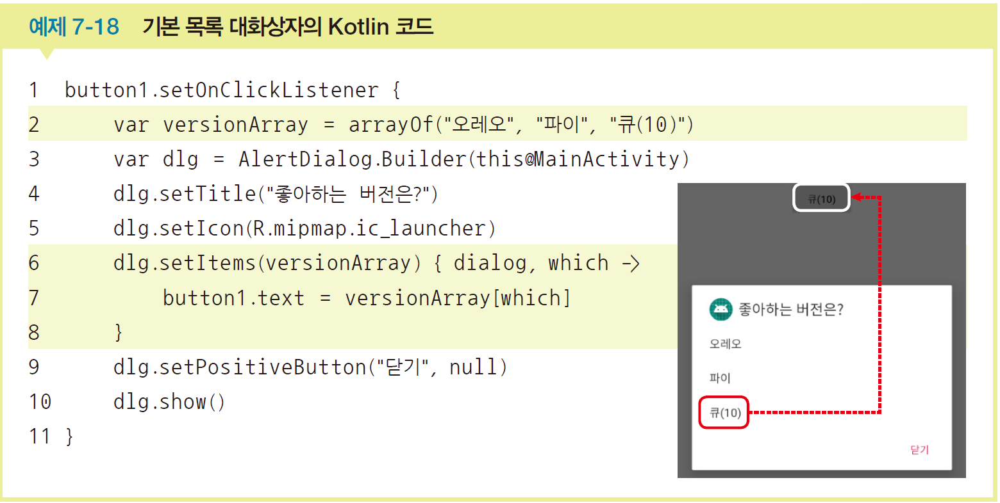 예제 7-18 기본 목록 대화상자의 Kotlin 코드
1 button1.setOnClickListener {
2 var versionArray = arrayOf("오레오", "파이", "큐(10)")
3 var dlg = AlertDialog.Builder(this@MainActivity)
4 dlg.setTitle("좋아하는 버전은?")
5 dlg.setIcon(R.mipmap.ic_launcher)
6 dlg.setItems(versionArray) { dialog, which ->
7 button1.text = versionArray[which]
8 }
9 dlg.setPositiveButton("닫기", null)
10 dlg.show()
11 }
큐(10)
좋아하는 버전은?
오레오
파이
큐(10)
닫기